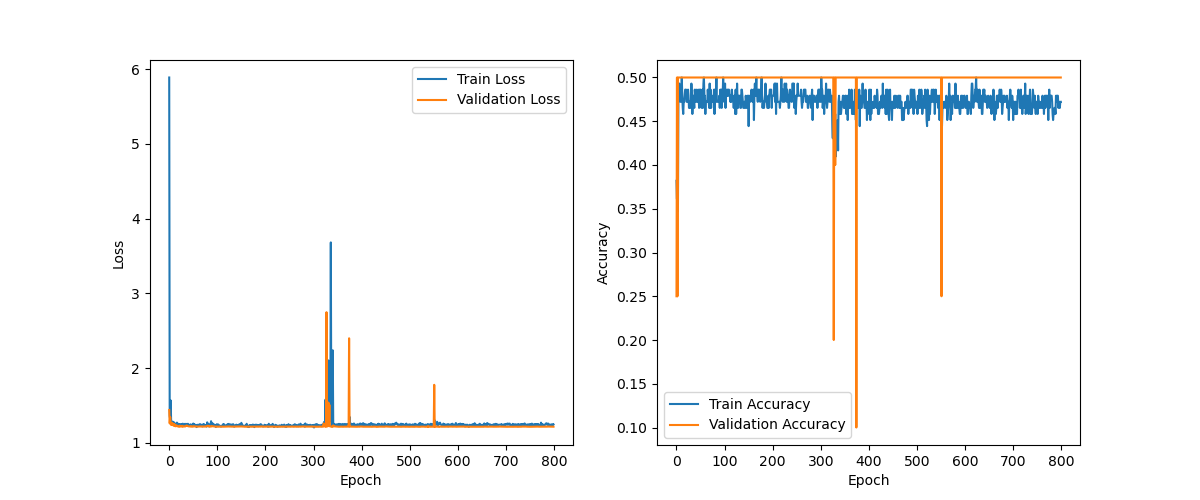 6
5
4
3
2
1
Loss
0 100 200 300 400 500 600 700 800
Epoch
Train Loss
Validation Loss
0.50
0.45
0.40
0.35
0.30
0.25
0.20
0.15
0.10
Accuracy
0 100 200 300 400 500 600 700 800
Epoch
Train Accuracy
Validation Accuracy